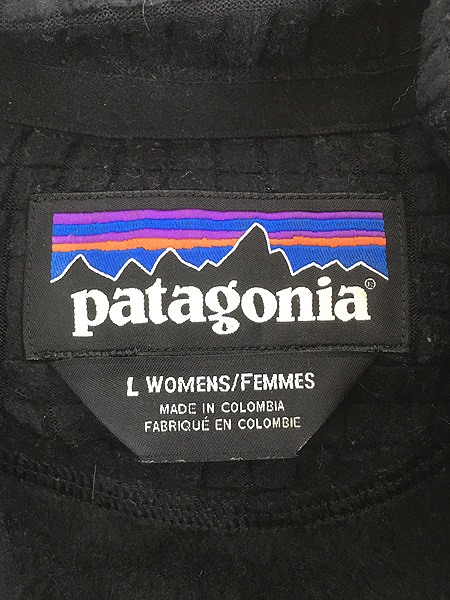 patagonia®
L WOMENS/FEMMES
MADE IN COLOMBIA
FABRIQUÉ EN COLOMBIE